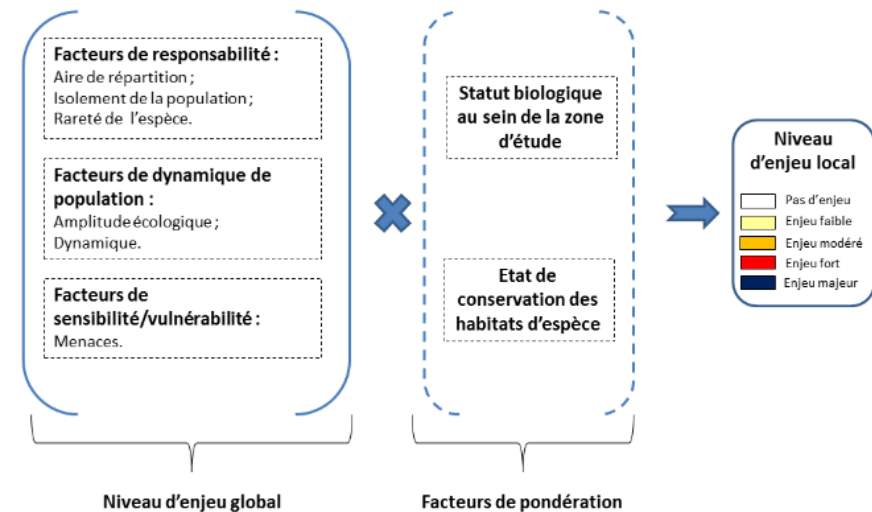 Facteurs de responsabilité :
Aire de répartition ;
Isolement de la population ;
Rareté de l'espèce.
Facteurs de dynamique de
population :
Amplitude écologique ;
Dynamique.
Facteurs de
sensibilité/vulnérabilité :
Menaces.
Niveau d'enjeu global
Statut biologique
au sein de la zone
d'étude
Etat de
conservation des
habitats d'espèce
Facteurs de pondération
Niveau
d'enjeu local
Pas d'enjeu
Enjeu faible
Enjeu modéré
Enjeu fort
Enjeu majeur